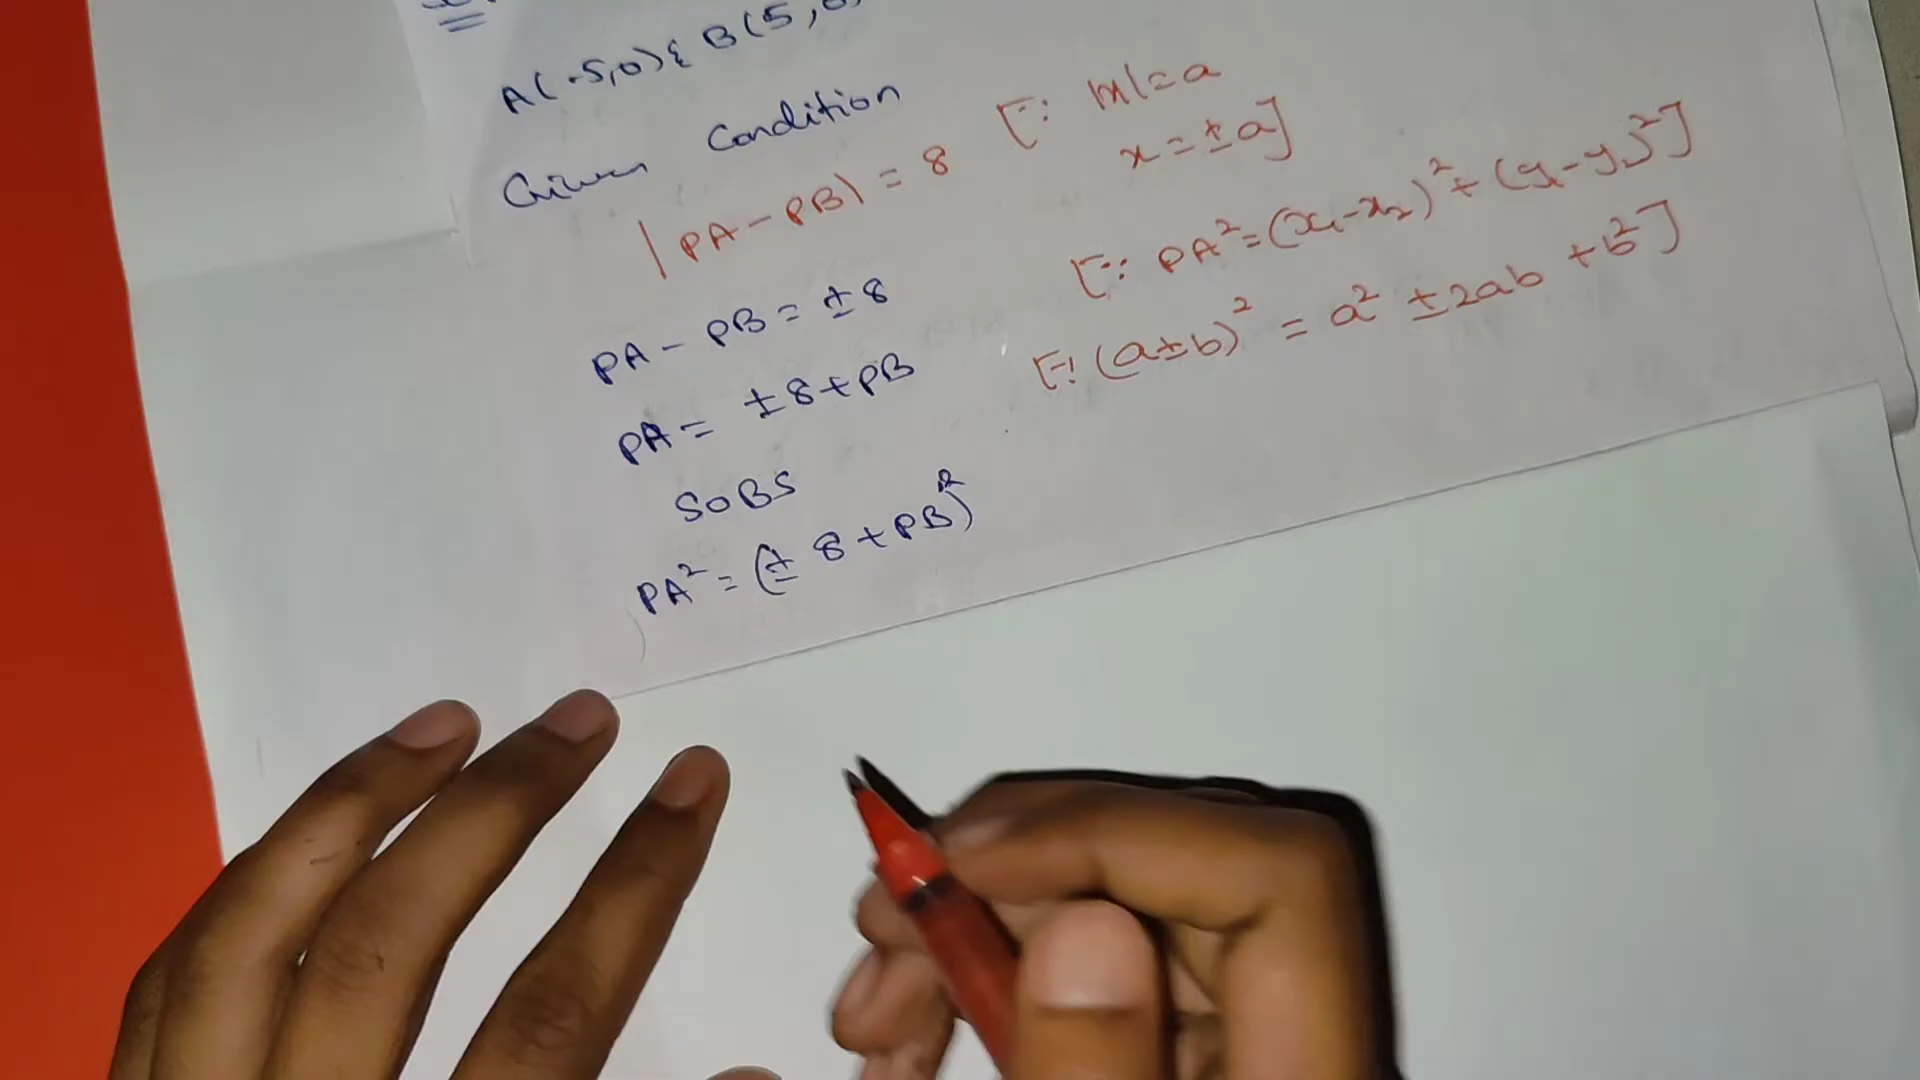 A(-5,0) & B(5,
Given Condition
|PA - PB| = 8
PA - PB = ± 8
PA = ± 8 + PB
SOBS
PA² = (± 8 + PB)²
[∵ |x| = a
x = ± a]
[∵ PA² = (x₁-x₂)² + (y₁-y₂)²]
[∵ (a±b)² = a² ± 2ab + b²]